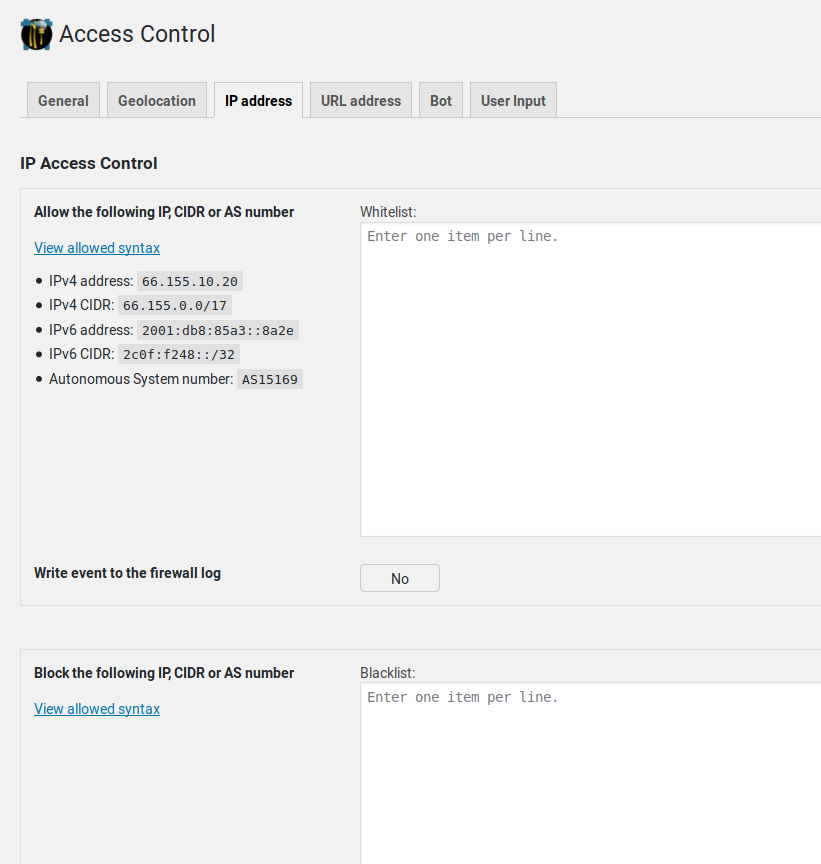 Access Control
General Geolocation IP address URL address Bot User Input
IP Access Control
Allow the following IP, CIDR or AS number
View allowed syntax
IPv4 address: 66.155.10.20
IPv4 CIDR: 66.155.0.0/17
IPv6 address: 2001:db8:85a3::8a2e
IPv6 CIDR: 2c0f:f248::/32
Autonomous System number: AS15169
Whitelist:
Enter one item per line.
Write event to the firewall log
No
Block the following IP, CIDR or AS number
View allowed syntax
Blacklist:
Enter one item per line.